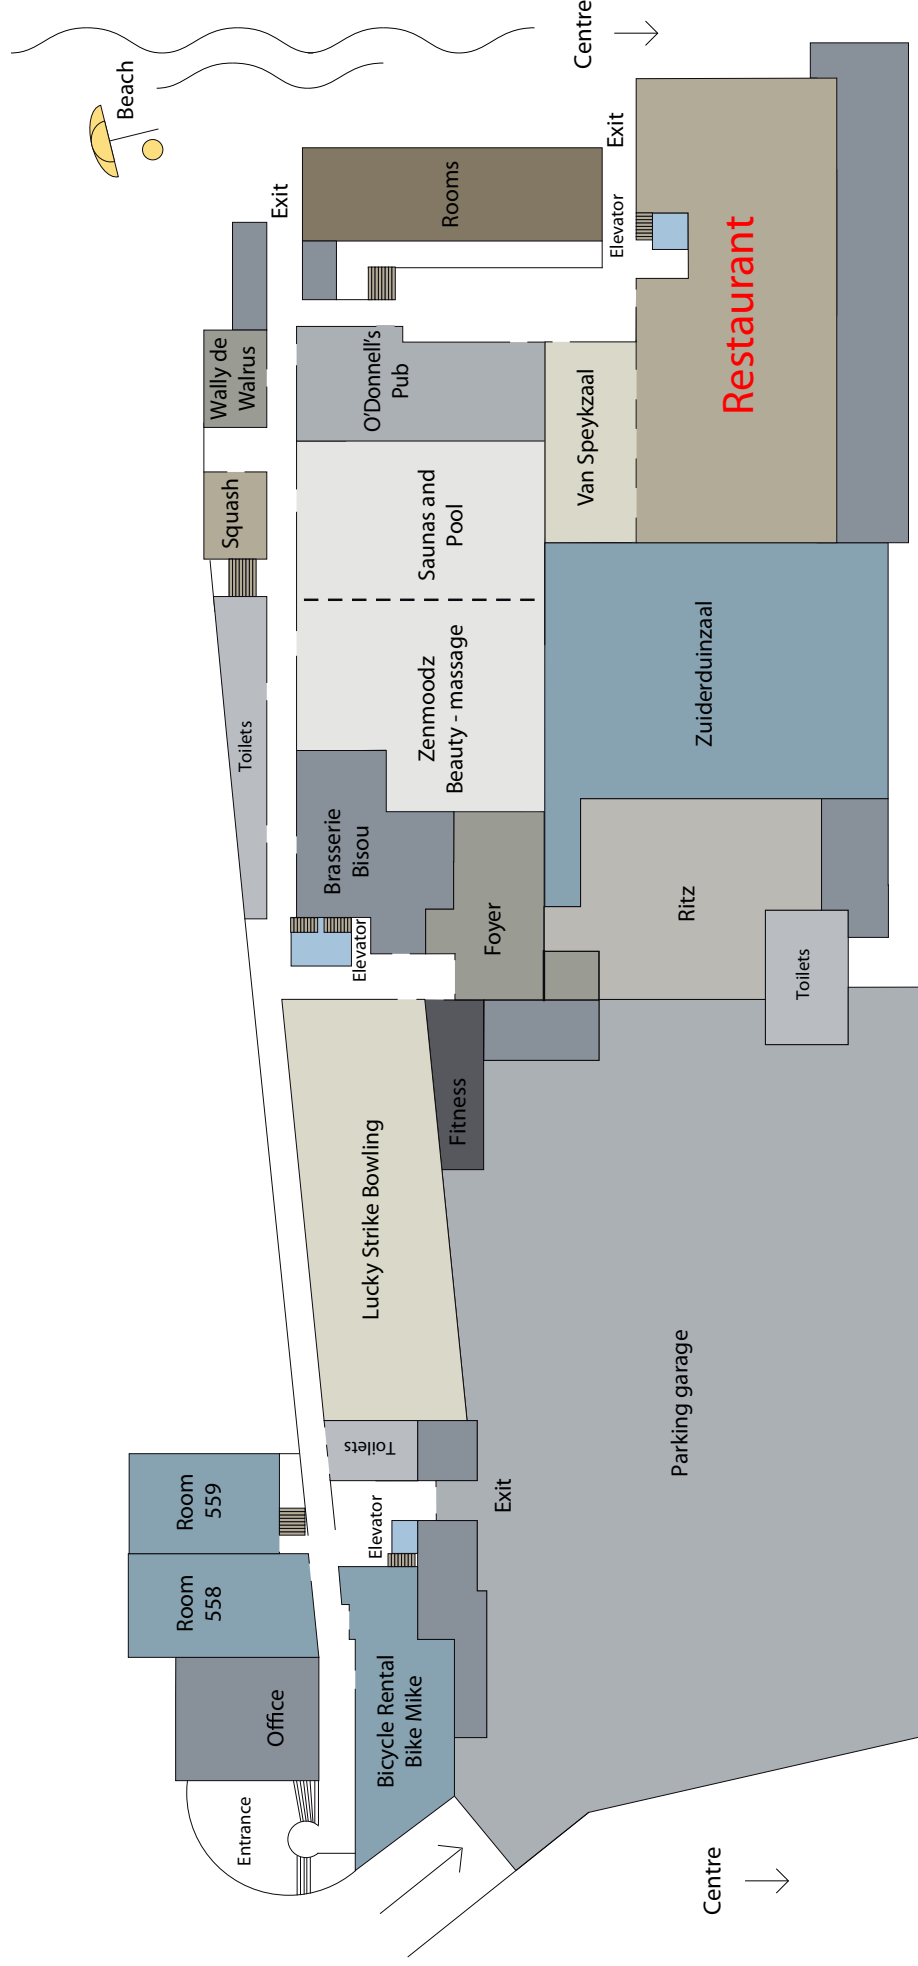 Beach
Centre
Exit
Exit
Rooms
Elevator
Restaurant
Wally de
Walrus
O'Donnell's
Pub
Van Speykzaal
Squash
Saunas and
Pool
Zenmoodz
Beauty - massage
Zuiderduinzaal
Toilets
Brasserie
Bisou
Elevator
Foyer
Ritz
Toilets
Lucky Strike Bowling
Fitness
Parking garage
Toilets
Exit
Elevator
Room
559
Room
558
Office
Bicycle Rental
Bike Mike
Entrance
Centre